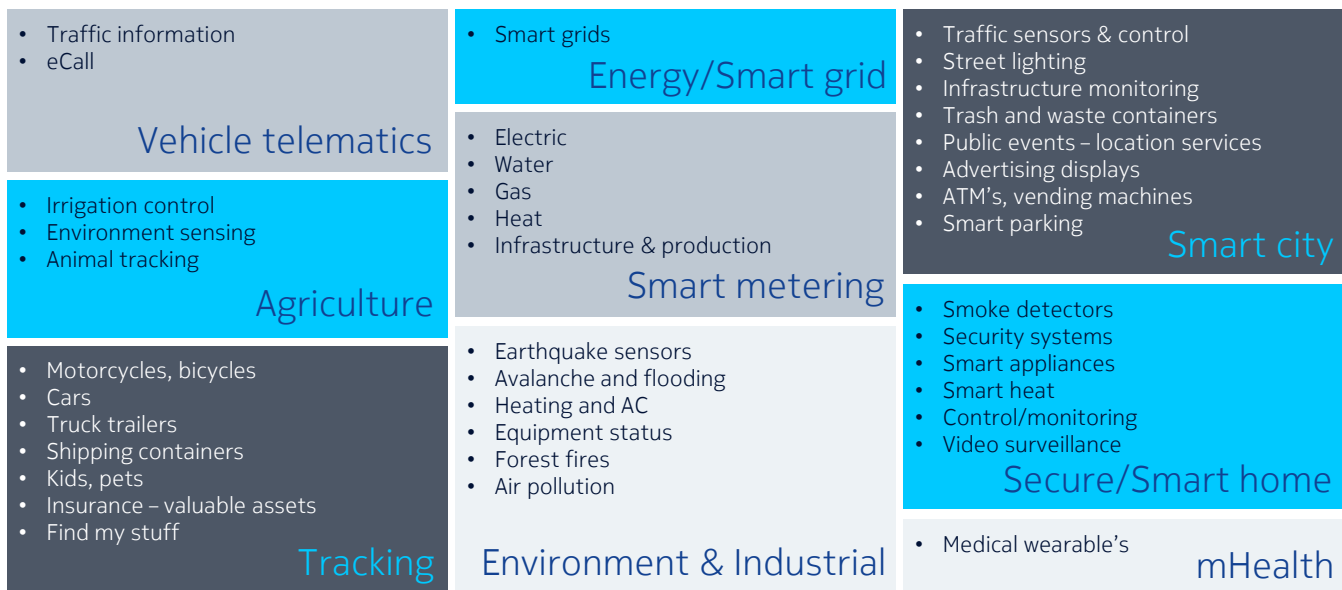 • Traffic information
• eCall
Vehicle telematics
• Irrigation control
• Environment sensing
• Animal tracking
Agriculture
• Motorcycles, bicycles
• Cars
• Truck trailers
• Shipping containers
• Kids, pets
• Insurance – valuable assets
• Find my stuff
Tracking
• Smart grids
Energy/Smart grid
• Electric
• Water
• Gas
• Heat
• Infrastructure & production
Smart metering
• Earthquake sensors
• Avalanche and flooding
• Heating and AC
• Equipment status
• Forest fires
• Air pollution
Environment & Industrial
• Traffic sensors & control
• Street lighting
• Infrastructure monitoring
• Trash and waste containers
• Public events – location services
• Advertising displays
• ATM's, vending machines
• Smart parking
Smart city
• Smoke detectors
• Security systems
• Smart appliances
• Smart heat
• Control/monitoring
• Video surveillance
Secure/Smart home
• Medical wearable's
mHealth